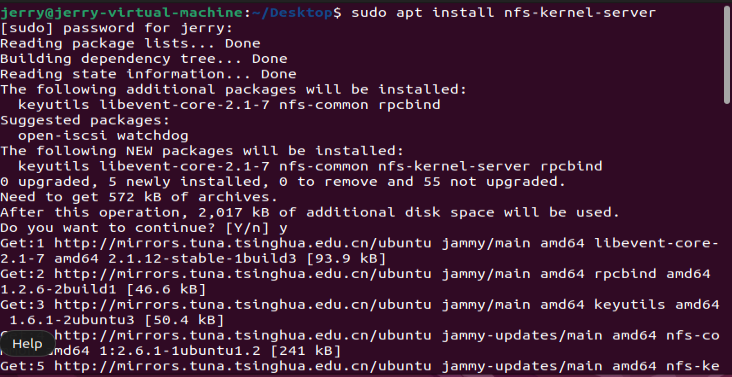 jerry@jerry-virtual-machine:~/Desktop$ sudo apt install nfs-kernel-server
[sudo] password for jerry:
Reading package lists... Done
Building dependency tree... Done
Reading state information... Done
The following additional packages will be installed:
  keyutils libevent-core-2.1-7 nfs-common rpcbind
Suggested packages:
  open-iscsi watchdog
The following NEW packages will be installed:
  keyutils libevent-core-2.1-7 nfs-common nfs-kernel-server rpcbind
0 upgraded, 5 newly installed, 0 to remove and 55 not upgraded.
Need to get 572 kB of archives.
After this operation, 2,017 kB of additional disk space will be used.
Do you want to continue? [Y/n] y
Get:1 http://mirrors.tuna.tsinghua.edu.cn/ubuntu jammy/main amd64 libevent-core-
2.1-7 amd64 2.1.12-stable-1build3 [93.9 kB]
Get:2 http://mirrors.tuna.tsinghua.edu.cn/ubuntu jammy/main amd64 rpcbind amd64
1.2.6-2build1 [46.6 kB]
Get:3 http://mirrors.tuna.tsinghua.edu.cn/ubuntu jammy/main amd64 keyutils amd64
 1.6.1-2ubuntu3 [50.4 kB]
http://mirrors.tuna.tsinghua.edu.cn/ubuntu jammy-updates/main amd64 nfs-co
Help
md64 1:2.6.1-1ubuntu1.2 [241 kB]
Get:5 http://mirrors.tuna.tsinghua.edu.cn/ubuntu jammy-updates/main amd64 nfs-ke